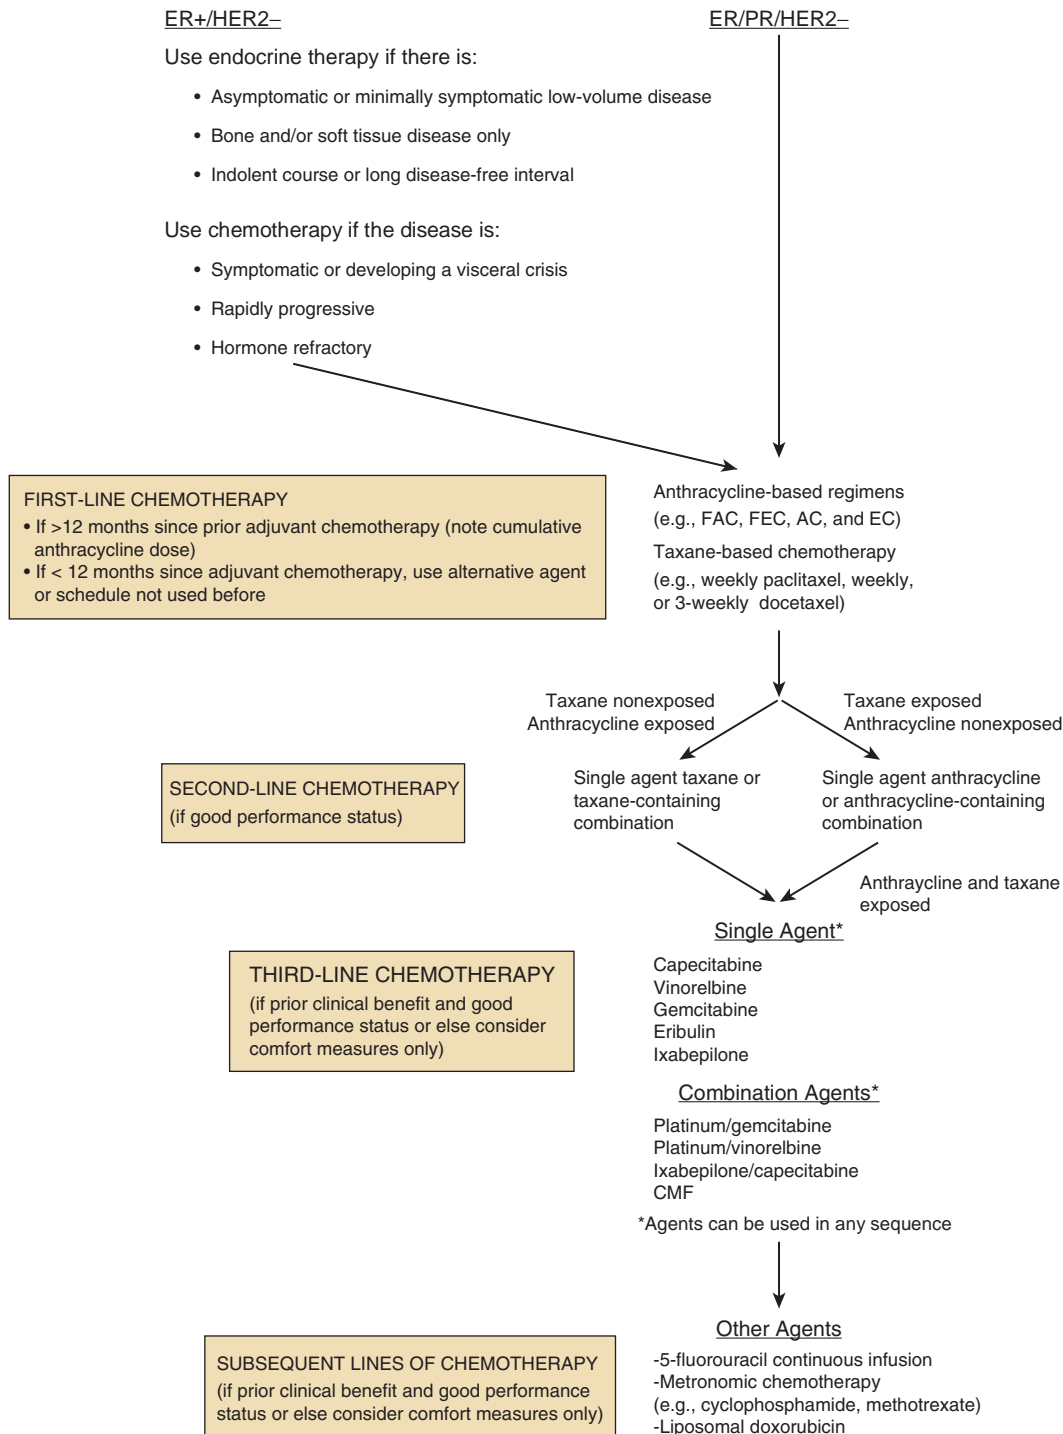 ER+/HER2–
ER/PR/HER2–
Use endocrine therapy if there is:
• Asymptomatic or minimally symptomatic low-volume disease
• Bone and/or soft tissue disease only
• Indolent course or long disease-free interval
Use chemotherapy if the disease is:
• Symptomatic or developing a visceral crisis
• Rapidly progressive
• Hormone refractory
FIRST-LINE CHEMOTHERAPY
• If >12 months since prior adjuvant chemotherapy (note cumulative
anthracycline dose)
• If < 12 months since adjuvant chemotherapy, use alternative agent
or schedule not used before
Anthracycline-based regimens
(e.g., FAC, FEC, AC, and EC)
Taxane-based chemotherapy
(e.g., weekly paclitaxel, weekly,
or 3-weekly docetaxel)
Taxane nonexposed
Anthracycline exposed
Taxane exposed
Anthracycline nonexposed
SECOND-LINE CHEMOTHERAPY
(if good performance status)
Single agent taxane or
taxane-containing
combination
Single agent anthracycline
or anthracycline-containing
combination
Anthraycline and taxane
exposed
Single Agent*
THIRD-LINE CHEMOTHERAPY
(if prior clinical benefit and good
performance status or else consider
comfort measures only)
Capecitabine
Vinorelbine
Gemcitabine
Eribulin
Ixabepilone
Combination Agents*
Platinum/gemcitabine
Platinum/vinorelbine
Ixabepilone/capecitabine
CMF
*Agents can be used in any sequence
Other Agents
SUBSEQUENT LINES OF CHEMOTHERAPY
(if prior clinical benefit and good performance
status or else consider comfort measures only)
-5-fluorouracil continuous infusion
-Metronomic chemotherapy
(e.g., cyclophosphamide, methotrexate)
-Liposomal doxorubicin